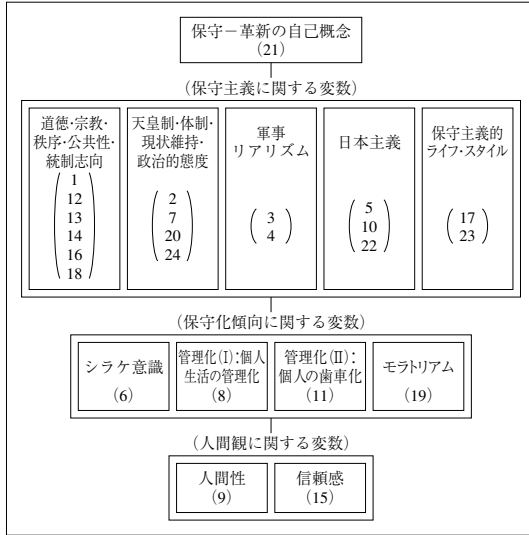 保守－革新の自己概念
(21)
(保守主義に関する変数)
道徳・宗教・
秩序・公共性・
統制志向
1
12
13
14
16
18
天皇制・体制・
現状維持・
政治的態度
2
7
20
24
軍事
リアリズム
3
4
日本主義
5
10
22
保守主義的
ライフ・スタイル
17
23
(保守化傾向に関する変数)
シラケ意識
(6)
管理化(I)：個人
生活の管理化
(8)
管理化(II)：
個人の歯車化
(11)
モラトリアム
(19)
(人間観に関する変数)
人間性
(9)
信頼感
(15)